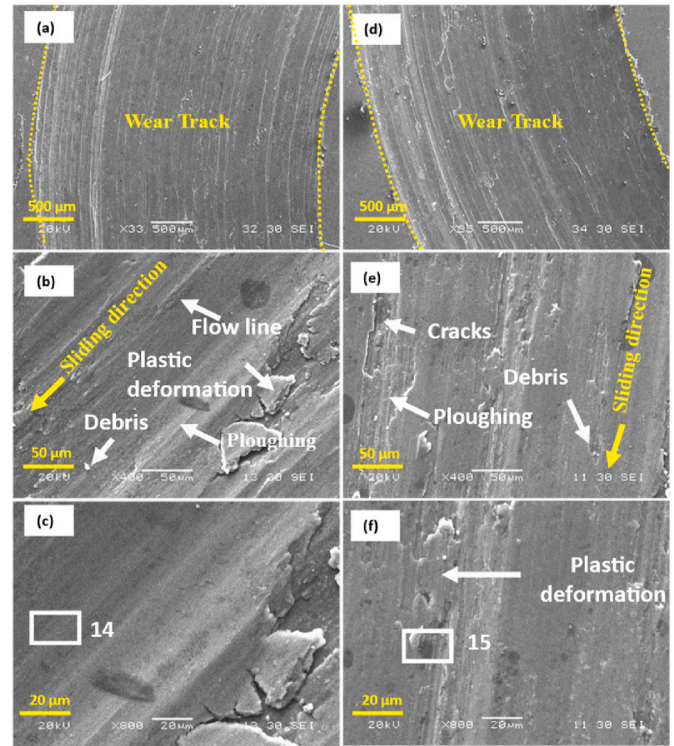 (a)
Wear Track
500 µm
20kV X33 500µm 32 30 SEI
(d)
Wear Track
500 µm
20kV X33 500µm 34 30 SEI
(b)
Sliding direction
Flow line
Plastic
deformation
Debris
Ploughing
50 µm
20kV X400 50µm 13 30 SEI
(e)
Cracks
Sliding direction
Debris
Ploughing
50 µm
20kV X400 50µm 11 30 SEI
(c)
14
20 µm
20kV X800 20µm 12 30 SEI
(f)
Plastic
deformation
15
20 µm
20kV X800 20µm 11 30 SEI